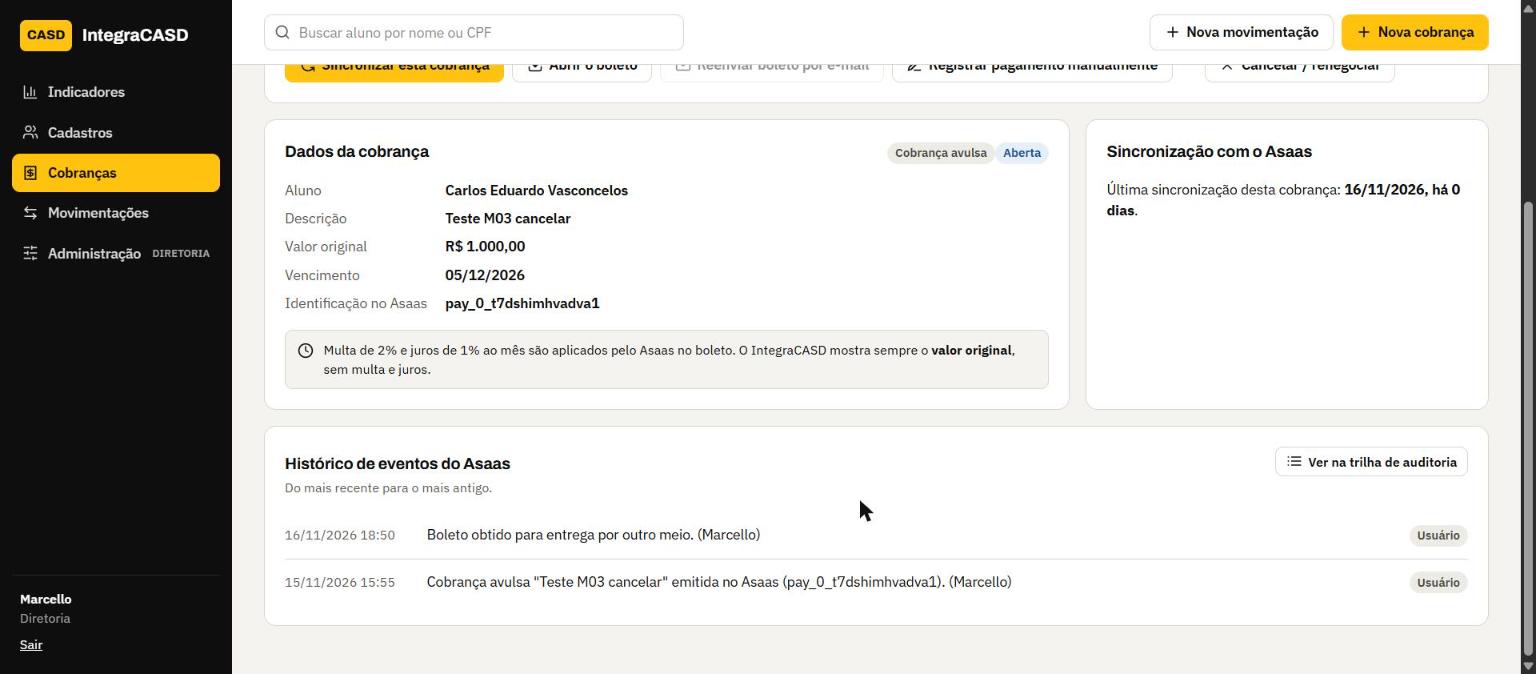 CASD IntegraCASD
Buscar aluno por nome ou CPF
Nova movimentação
Nova cobrança
Indicadores
Cadastros
Cobranças
Movimentações
Administração DIRETORIA
Marcello
Diretoria
Sair
Sincronizar esta cobrança
Abrir o boleto
Reenviar boleto por e-mail
Registrar pagamento manualmente
Cancelar / renegociar
Dados da cobrança
Cobrança avulsa
Aberta
Aluno Carlos Eduardo Vasconcelos
Descrição Teste M03 cancelar
Valor original R$ 1.000,00
Vencimento 05/12/2026
Identificação no Asaas pay_0_t7dshimhvadva1
Multa de 2% e juros de 1% ao mês são aplicados pelo Asaas no boleto. O IntegraCASD mostra sempre o valor original,
sem multa e juros.
Sincronização com o Asaas
Última sincronização desta cobrança: 16/11/2026, há 0
dias.
Histórico de eventos do Asaas
Ver na trilha de auditoria
Do mais recente para o mais antigo.
16/11/2026 18:50 Boleto obtido para entrega por outro meio. (Marcello) Usuário
15/11/2026 15:55 Cobrança avulsa "Teste M03 cancelar" emitida no Asaas (pay_0_t7dshimhvadva1). (Marcello) Usuário